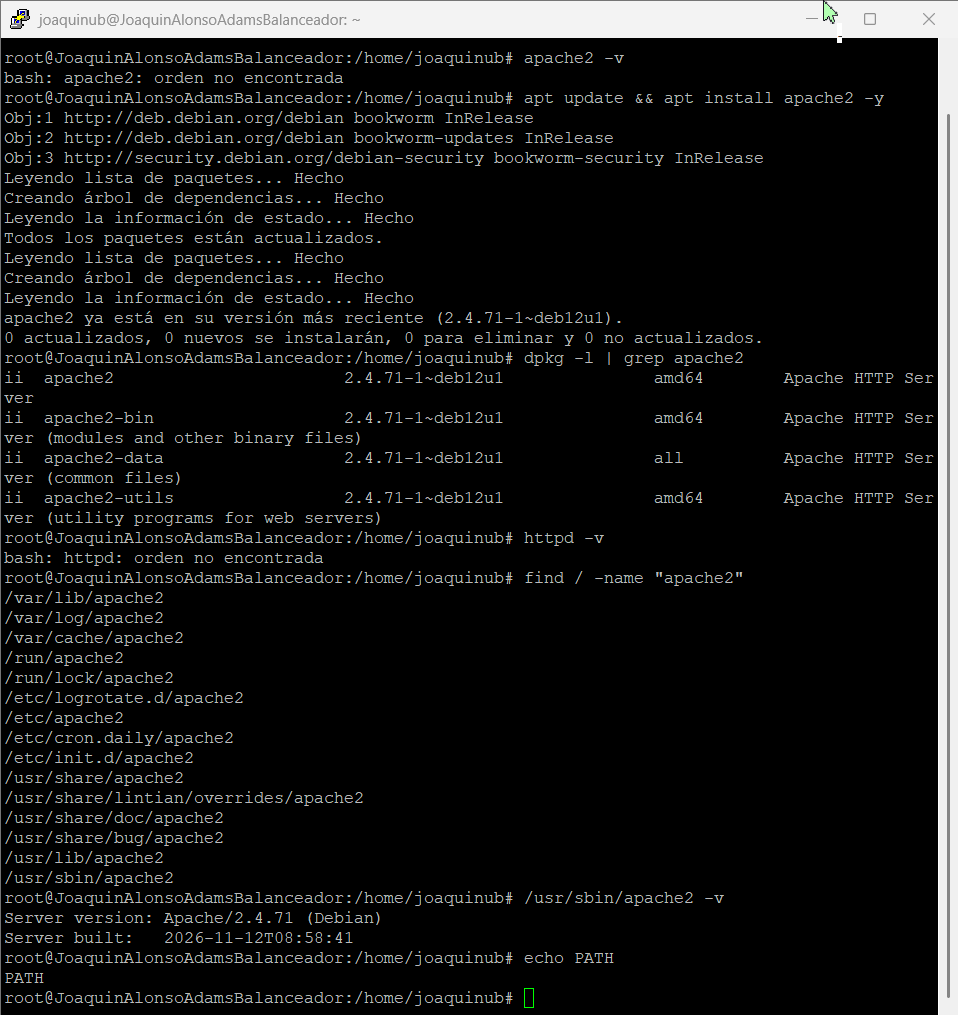 joaquinub@JoaquinAlonsoAdamsBalanceador: ~
root@JoaquinAlonsoAdamsBalanceador:/home/joaquinub# apache2 -v
bash: apache2: orden no encontrada
root@JoaquinAlonsoAdamsBalanceador:/home/joaquinub# apt update && apt install apache2 -y
Obj:1 http://deb.debian.org/debian bookworm InRelease
Obj:2 http://deb.debian.org/debian bookworm-updates InRelease
Obj:3 http://security.debian.org/debian-security bookworm-security InRelease
Leyendo lista de paquetes... Hecho
Creando árbol de dependencias... Hecho
Leyendo la información de estado... Hecho
Todos los paquetes están actualizados.
Leyendo lista de paquetes... Hecho
Creando árbol de dependencias... Hecho
Leyendo la información de estado... Hecho
apache2 ya está en su versión más reciente (2.4.71-1~deb12u1).
0 actualizados, 0 nuevos se instalarán, 0 para eliminar y 0 no actualizados.
root@JoaquinAlonsoAdamsBalanceador:/home/joaquinub# dpkg -l | grep apache2
ii  apache2                       2.4.71-1~deb12u1               amd64        Apache HTTP Ser
ver
ii  apache2-bin                   2.4.71-1~deb12u1               amd64        Apache HTTP Ser
ver (modules and other binary files)
ii  apache2-data                  2.4.71-1~deb12u1               all          Apache HTTP Ser
ver (common files)
ii  apache2-utils                 2.4.71-1~deb12u1               amd64        Apache HTTP Ser
ver (utility programs for web servers)
root@JoaquinAlonsoAdamsBalanceador:/home/joaquinub# httpd -v
bash: httpd: orden no encontrada
root@JoaquinAlonsoAdamsBalanceador:/home/joaquinub# find / -name "apache2"
/var/lib/apache2
/var/log/apache2
/var/cache/apache2
/run/apache2
/run/lock/apache2
/etc/logrotate.d/apache2
/etc/apache2
/etc/cron.daily/apache2
/etc/init.d/apache2
/usr/share/apache2
/usr/share/lintian/overrides/apache2
/usr/share/doc/apache2
/usr/share/bug/apache2
/usr/lib/apache2
/usr/sbin/apache2
root@JoaquinAlonsoAdamsBalanceador:/home/joaquinub# /usr/sbin/apache2 -v
Server version: Apache/2.4.71 (Debian)
Server built:   2026-11-12T08:58:41
root@JoaquinAlonsoAdamsBalanceador:/home/joaquinub# echo PATH
PATH
root@JoaquinAlonsoAdamsBalanceador:/home/joaquinub#